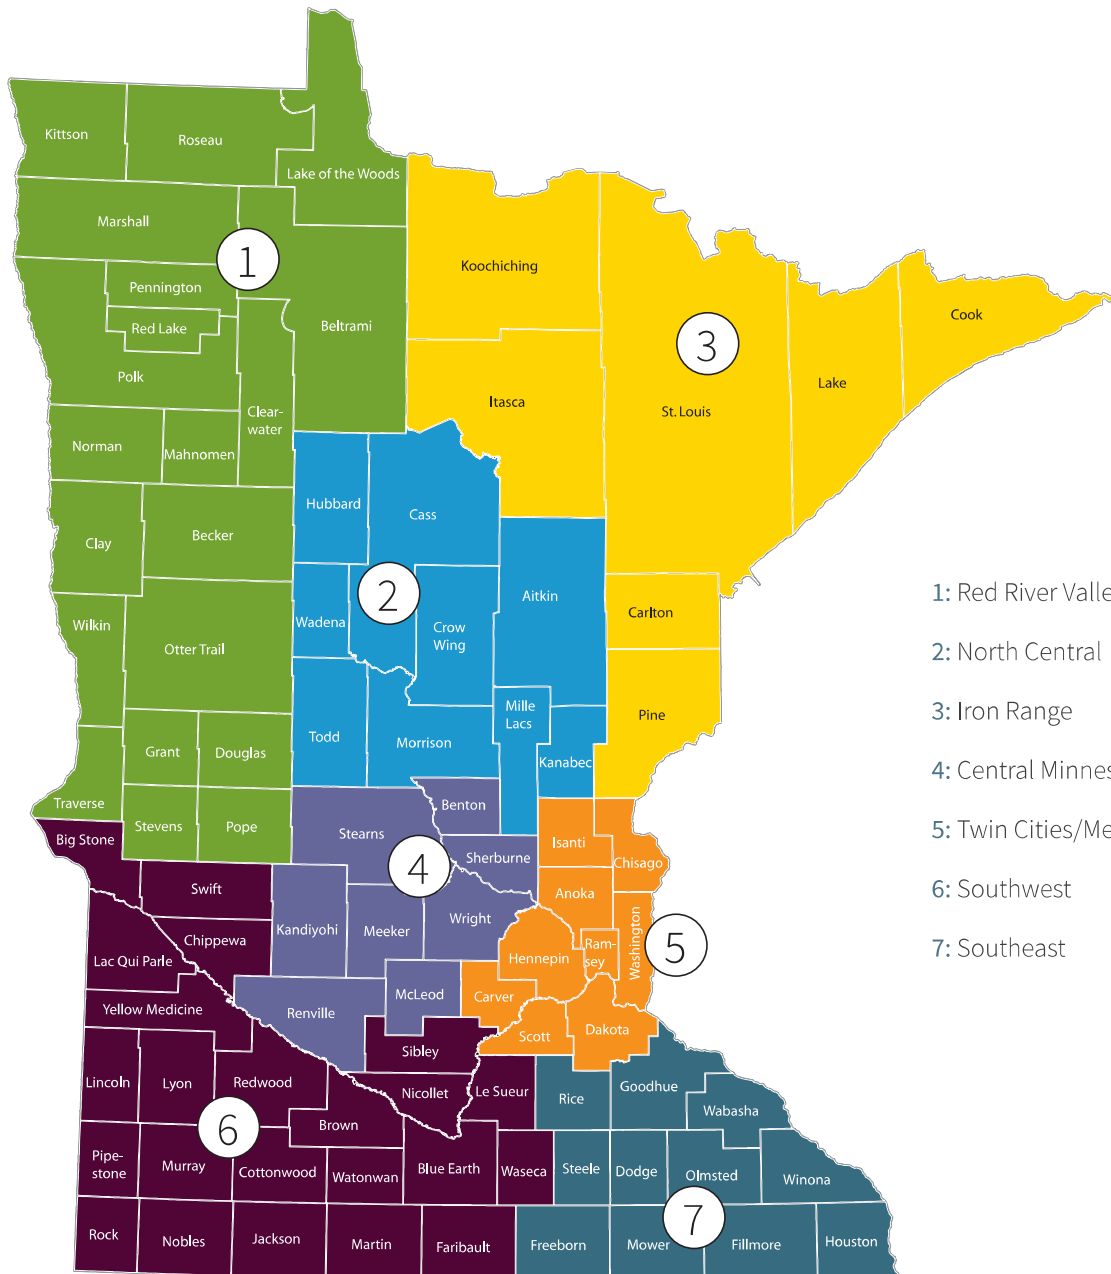 Kittson
Roseau
Lake of the Woods
Marshall
1
Koochiching
Pennington
Beltrami
Red Lake
Polk
3
Cook
Lake
Itasca
St. Louis
Clear-
water
Norman
Mahnomen
Hubbard
Cass
Clay
Becker
2
Aitkin
Wadena
Crow
Wing
Carlton
Wilkin
Otter Trail
Mille
Lacs
Pine
Todd
Morrison
Grant
Douglas
Kanabec
Traverse
Benton
Stevens
Pope
Stearns
Big Stone
Isanti
4
Sherburne
Chisago
Swift
Anoka
Kandiyohi
Meeker
Wright
Washington
5
Chippewa
Hennepin
Ram-
sey
Lac Qui Parle
McLeod
Carver
Yellow Medicine
Renville
Scott
Dakota
Sibley
Lincoln
Lyon
Redwood
Nicollet
Le Sueur
Rice
Goodhue
Wabasha
6
Brown
Pipe-
stone
Murray
Cottonwood
Watonwan
Blue Earth
Waseca
Steele
Dodge
Olmsted
Winona
7
Rock
Nobles
Jackson
Martin
Faribault
Freeborn
Mower
Fillmore
Houston
1: Red River Valle
2: North Central
3: Iron Range
4: Central Minnes
5: Twin Cities/Me
6: Southwest
7: Southeast